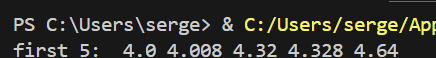 PS C:\Users\serge> & C:/Users/serge/App
first 5:  4.0 4.008 4.32 4.328 4.64